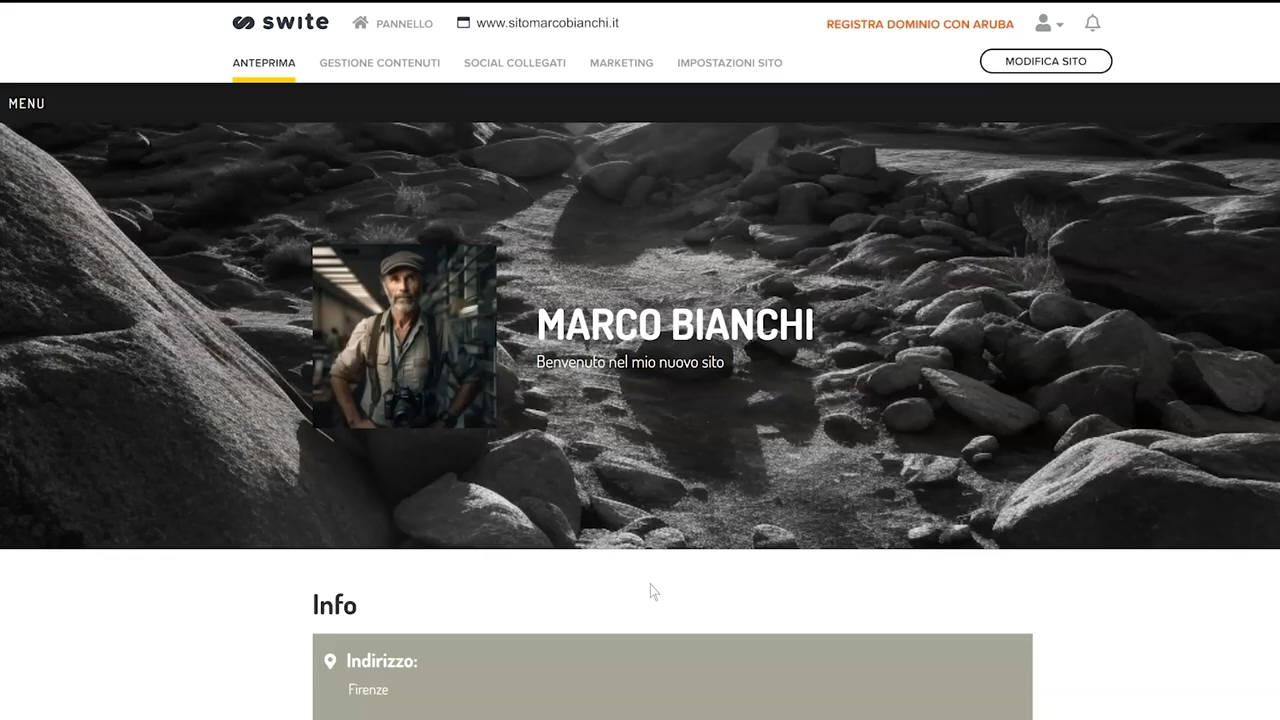 swite
PANNELLO
www.sitomarcobianchi.it
REGISTRA DOMINIO CON ARUBA
ANTEPRIMA
GESTIONE CONTENUTI
SOCIAL COLLEGATI
MARKETING
IMPOSTAZIONI SITO
MODIFICA SITO
MENU
MARCO BIANCHI
Benvenuto nel mio nuovo sito
Info
Indirizzo:
Firenze